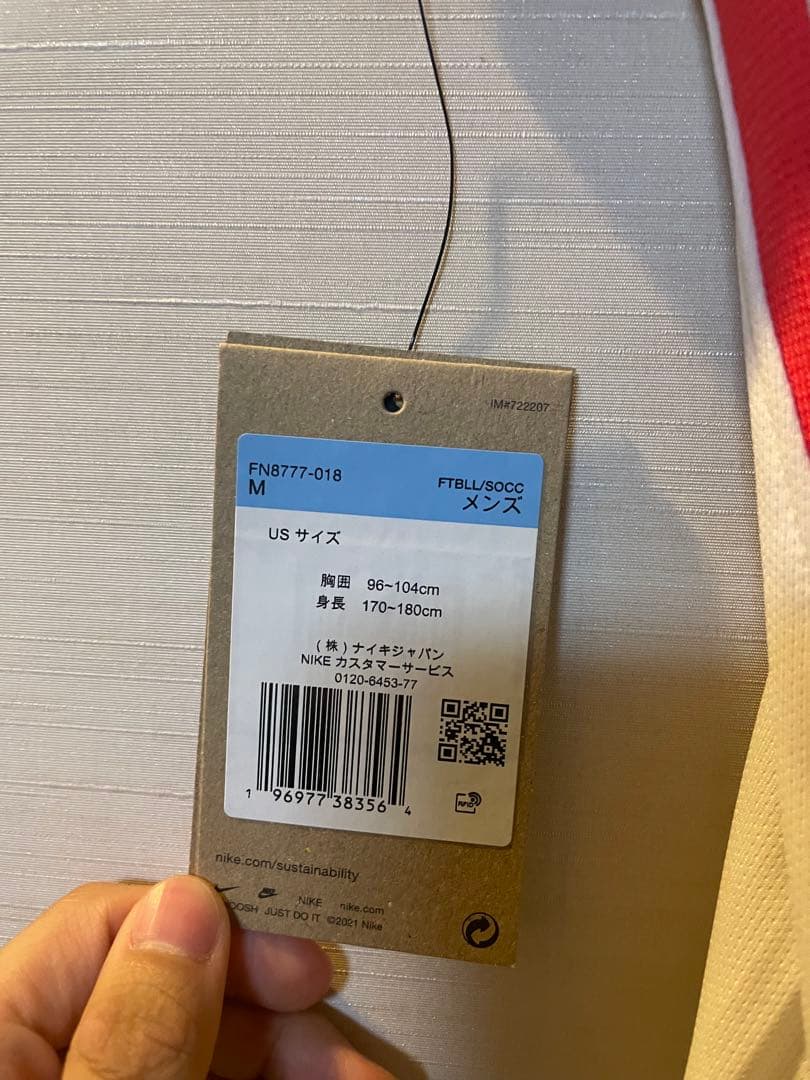 IM#722207
FN8777-018
M
FTBLL/SOCC
メンズ
US サイズ
胸囲 96~104cm
身長 170~180cm
(株)ナイキジャパン
NIKE カスタマーサービス
0120-6453-77
1 96977 38356 4
RFID
nike.com/sustainability
NIKE nike.com
JUST DO IT ©2021 Nike